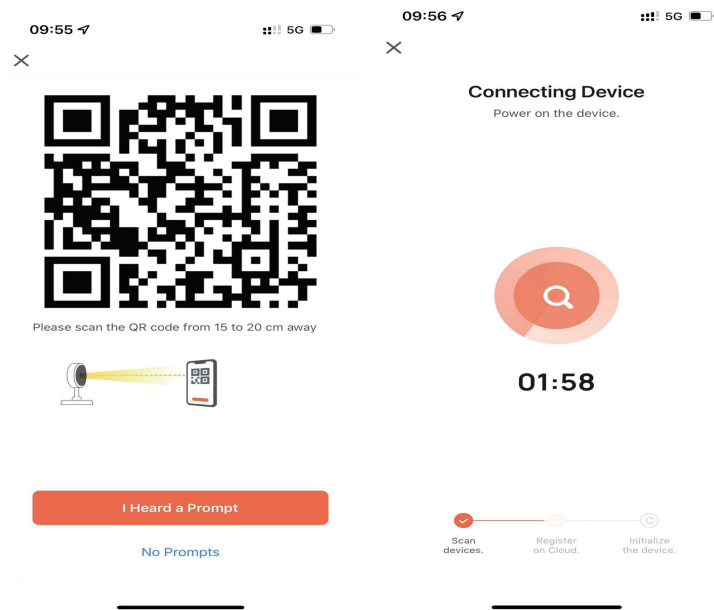 09:55
5G
Please scan the QR code from 15 to 20 cm away
I Heard a Prompt
No Prompts
09:56
5G
Connecting Device
Power on the device.
01:58
Scan
devices.
Register
on Cloud.
Initialize
the device.